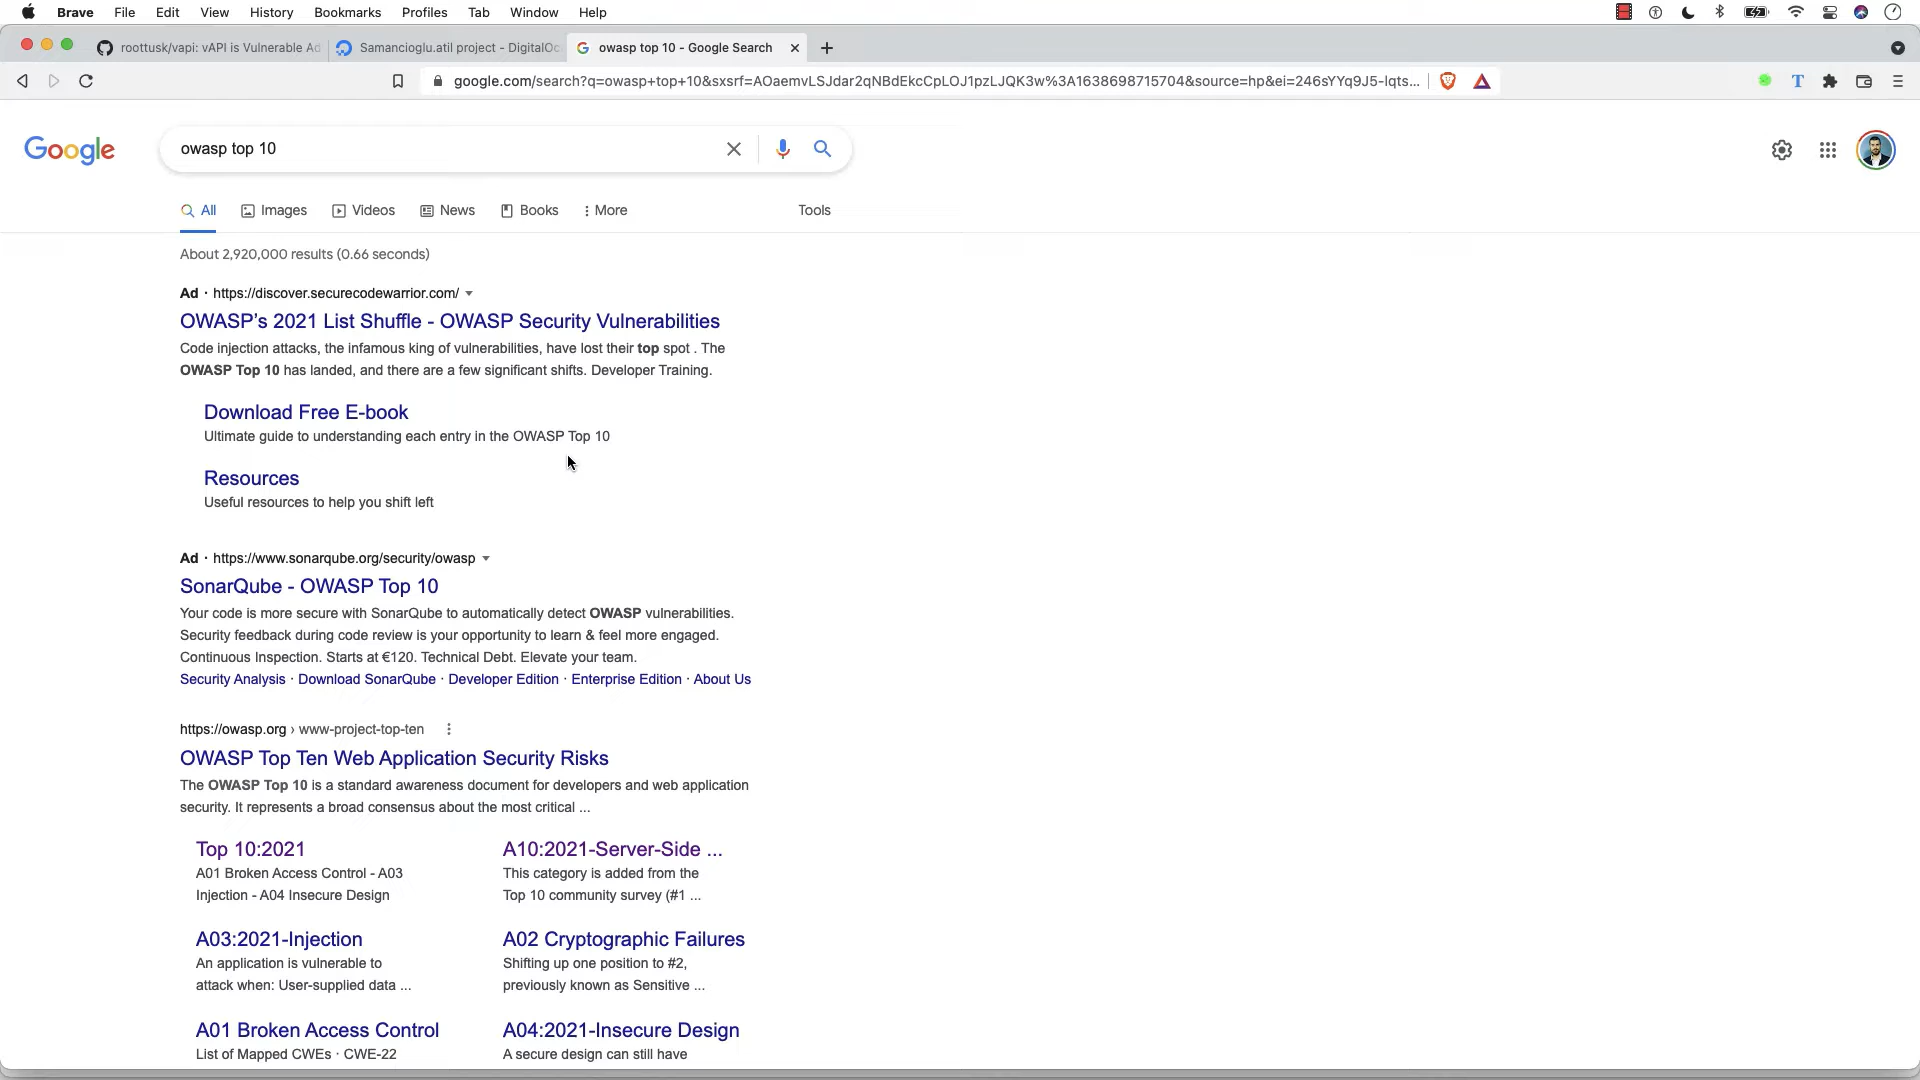 Brave File Edit View History Bookmarks Profiles Tab Window Help
roottusk/vapi: vAPI is Vulnerable Ad
Samancioglu.atil project - DigitalOc
owasp top 10 - Google Search
google.com/search?q=owasp+top+10&sxsrf=AOaemvLSJdar2qNBdEkcCpLOJ1pzLJQK3w%3A1638698715704&source=hp&ei=246sYYq9J5-lqts...
Google
owasp top 10
All Images Videos News Books More Tools
About 2,920,000 results (0.66 seconds)
Ad · https://discover.securecodewarrior.com/
OWASP's 2021 List Shuffle - OWASP Security Vulnerabilities
Code injection attacks, the infamous king of vulnerabilities, have lost their top spot . The
OWASP Top 10 has landed, and there are a few significant shifts. Developer Training.
Download Free E-book
Ultimate guide to understanding each entry in the OWASP Top 10
Resources
Useful resources to help you shift left
Ad · https://www.sonarqube.org/security/owasp
SonarQube - OWASP Top 10
Your code is more secure with SonarQube to automatically detect OWASP vulnerabilities.
Security feedback during code review is your opportunity to learn & feel more engaged.
Continuous Inspection. Starts at €120. Technical Debt. Elevate your team.
Security Analysis · Download SonarQube · Developer Edition · Enterprise Edition · About Us
https://owasp.org › www-project-top-ten
OWASP Top Ten Web Application Security Risks
The OWASP Top 10 is a standard awareness document for developers and web application
security. It represents a broad consensus about the most critical ...
Top 10:2021
A01 Broken Access Control - A03
Injection - A04 Insecure Design
A10:2021-Server-Side ...
This category is added from the
Top 10 community survey (#1 ...
A03:2021-Injection
An application is vulnerable to
attack when: User-supplied data ...
A02 Cryptographic Failures
Shifting up one position to #2,
previously known as Sensitive ...
A01 Broken Access Control
List of Mapped CWEs · CWE-22
A04:2021-Insecure Design
A secure design can still have